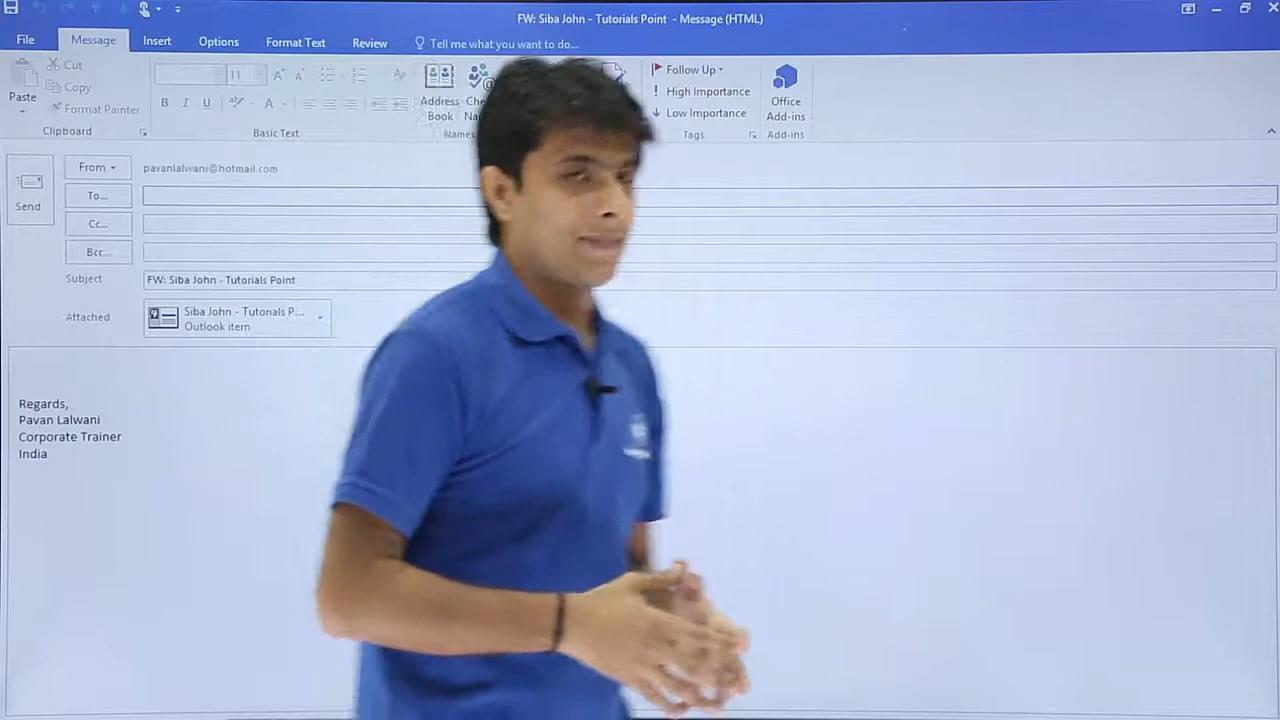 FW: Siba John - Tutorials Point - Message (HTML)
File
Message
Insert
Options
Format Text
Review
Tell me what you want to do...
Paste
Cut
Copy
Format Painter
Clipboard
11
B I U
A
Basic Text
Address
Book
Names
Follow Up
High Importance
Low Importance
Tags
Office
Add-ins
Add-ins
Send
From
pavanlalwani@hotmail.com
To...
Cc...
Bcc...
Subject
FW: Siba John - Tutorials Point
Attached
Siba John - Tutorials P...
Outlook item
Regards,
Pavan Lalwani
Corporate Trainer
India